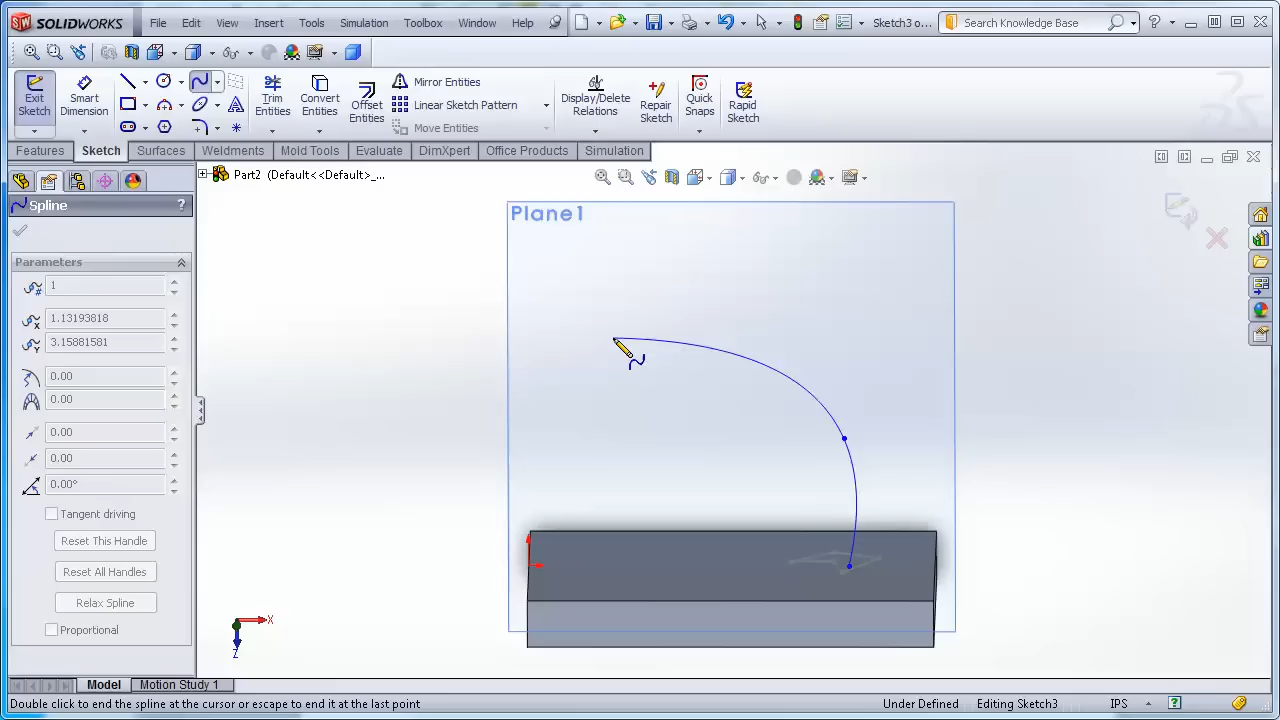 SOLIDWORKS File Edit View Insert Tools Simulation Toolbox Window Help Sketch3 o... Search Knowledge Base ?
Exit Sketch
Smart Dimension
Trim Entities
Convert Entities
Offset Entities
Mirror Entities
Linear Sketch Pattern
Move Entities
Display/Delete Relations
Repair Sketch
Quick Snaps
Rapid Sketch
Features Sketch Surfaces Weldments Mold Tools Evaluate DimXpert Office Products Simulation
Part2 (Default<<Default>_...
Spline ?
Plane1
Parameters
1
1.13193818
3.15881581
0.00
0.00
0.00
0.00
0.00°
Tangent driving
Reset This Handle
Reset All Handles
Relax Spline
Proportional
X
Z
Model Motion Study 1
Double click to end the spline at the cursor or escape to end it at the last point Under Defined Editing Sketch3 IPS ?